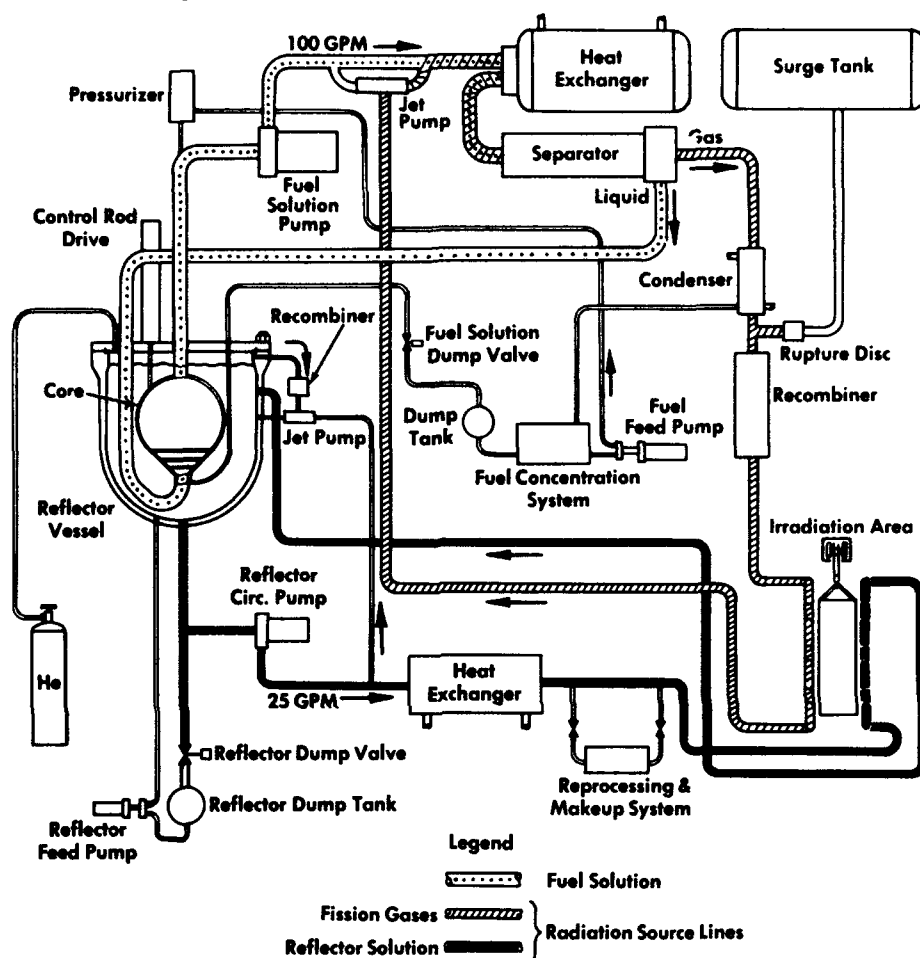 100 GPM
Heat
Exchanger
Surge Tank
Pressurizer
Jet
Pump
Gas
Separator
Fuel
Solution
Pump
Liquid
Control Rod
Drive
Condenser
Recombiner
Fuel Solution
Dump Valve
Rupture Disc
Core
Recombiner
Dump
Tank
Fuel
Feed Pump
Jet Pump
Fuel Concentration
System
Reflector
Vessel
Irradiation Area
Reflector
Circ. Pump
He
Heat
Exchanger
25 GPM
Reflector Dump Valve
Reprocessing &
Makeup System
Reflector Dump Tank
Reflector
Feed Pump
Legend
Fuel Solution
Fission Gases
Radiation Source Lines
Reflector Solution